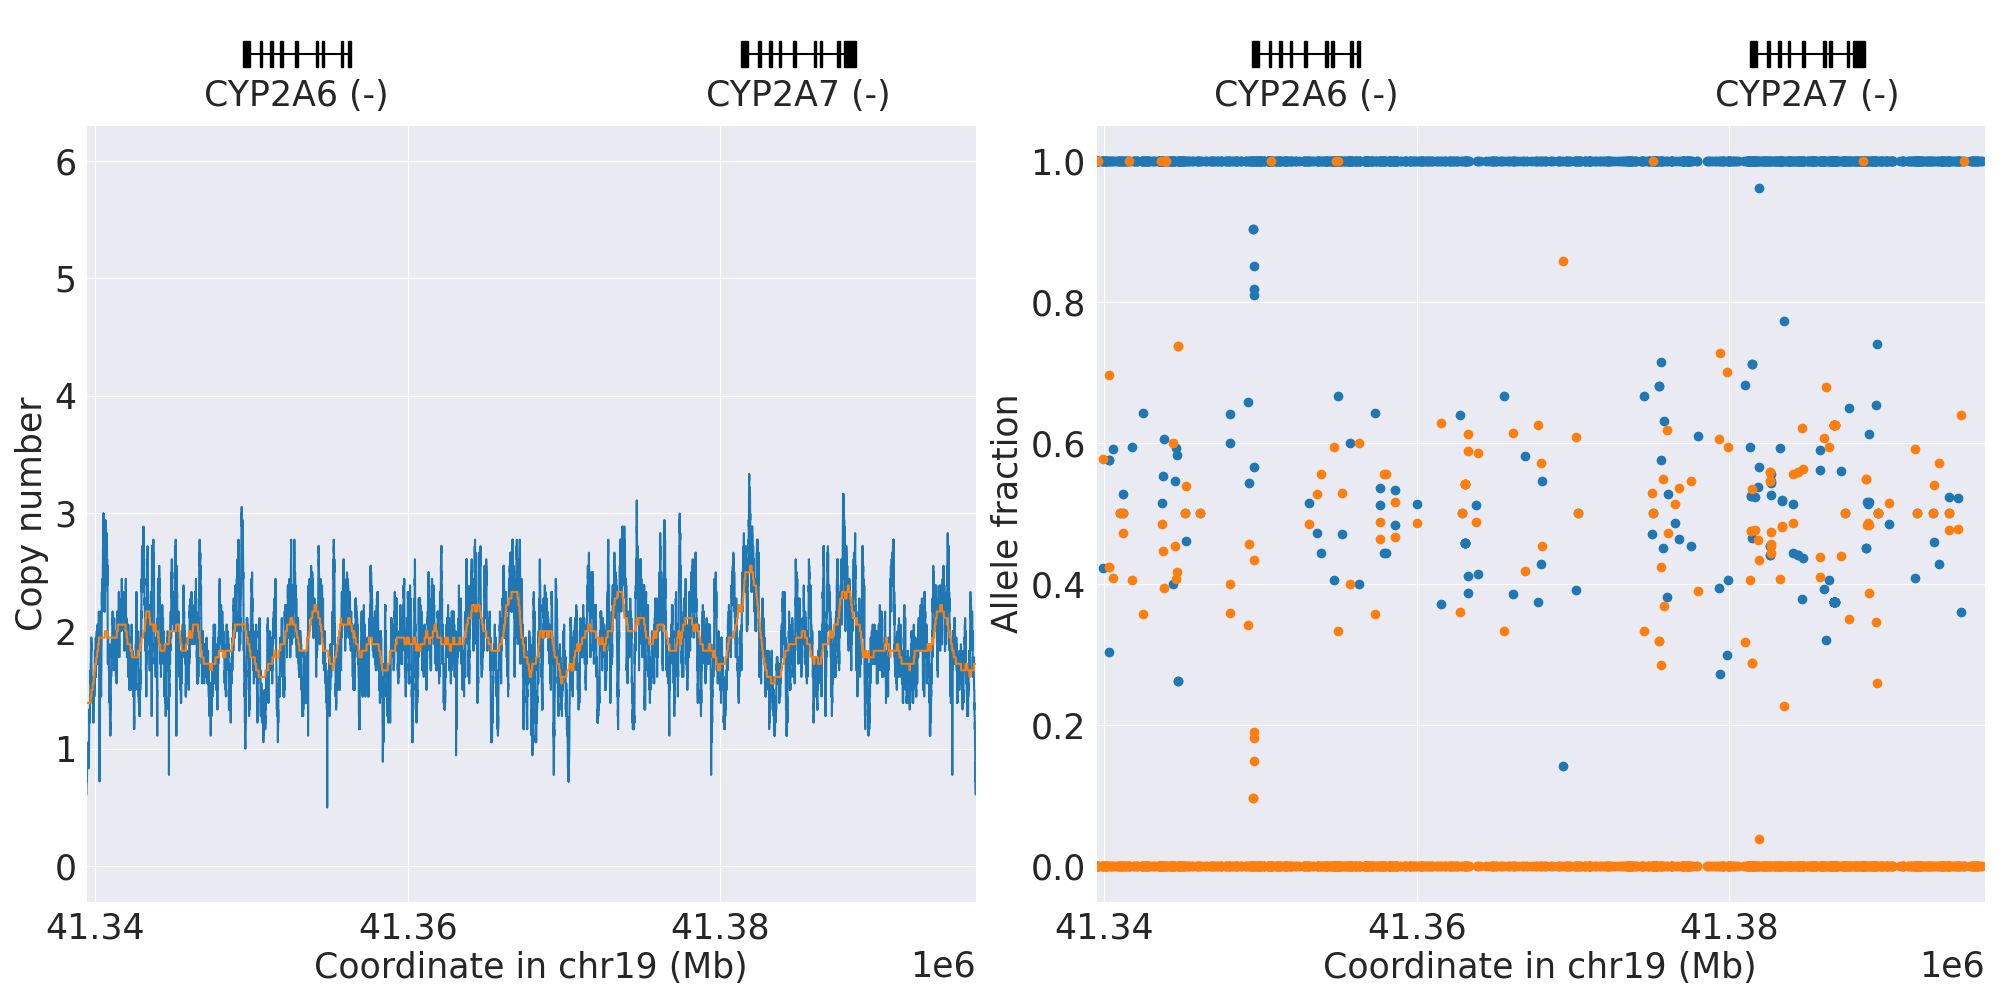 CYP2A6 (-) CYP2A7 (-)
CYP2A6 (-) CYP2A7 (-)
Copy number
6
5
4
3
2
1
0
41.34 41.36 41.38
Coordinate in chr19 (Mb) 1e6
Allele fraction
1.0
0.8
0.6
0.4
0.2
0.0
41.34 41.36 41.38
Coordinate in chr19 (Mb) 1e6